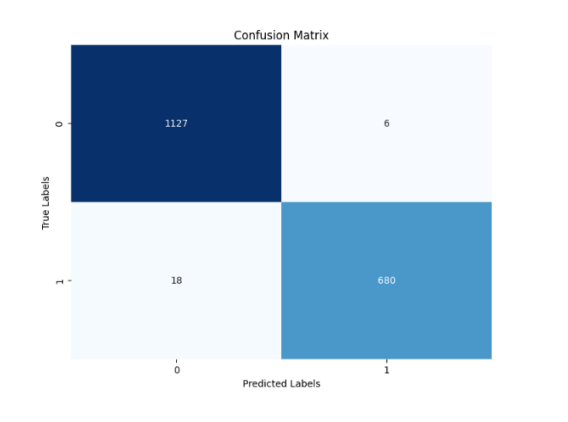 Confusion Matrix
0
1127
6
True Labels
1
18
680
0
1
Predicted Labels